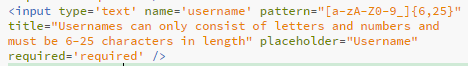 <input type='text' name='username' pattern="[a-zA-Z0-9_]{6,25}"
title="Usernames can only consist of letters and numbers and
must be 6-25 characters in length" placeholder="Username"
required='required' />